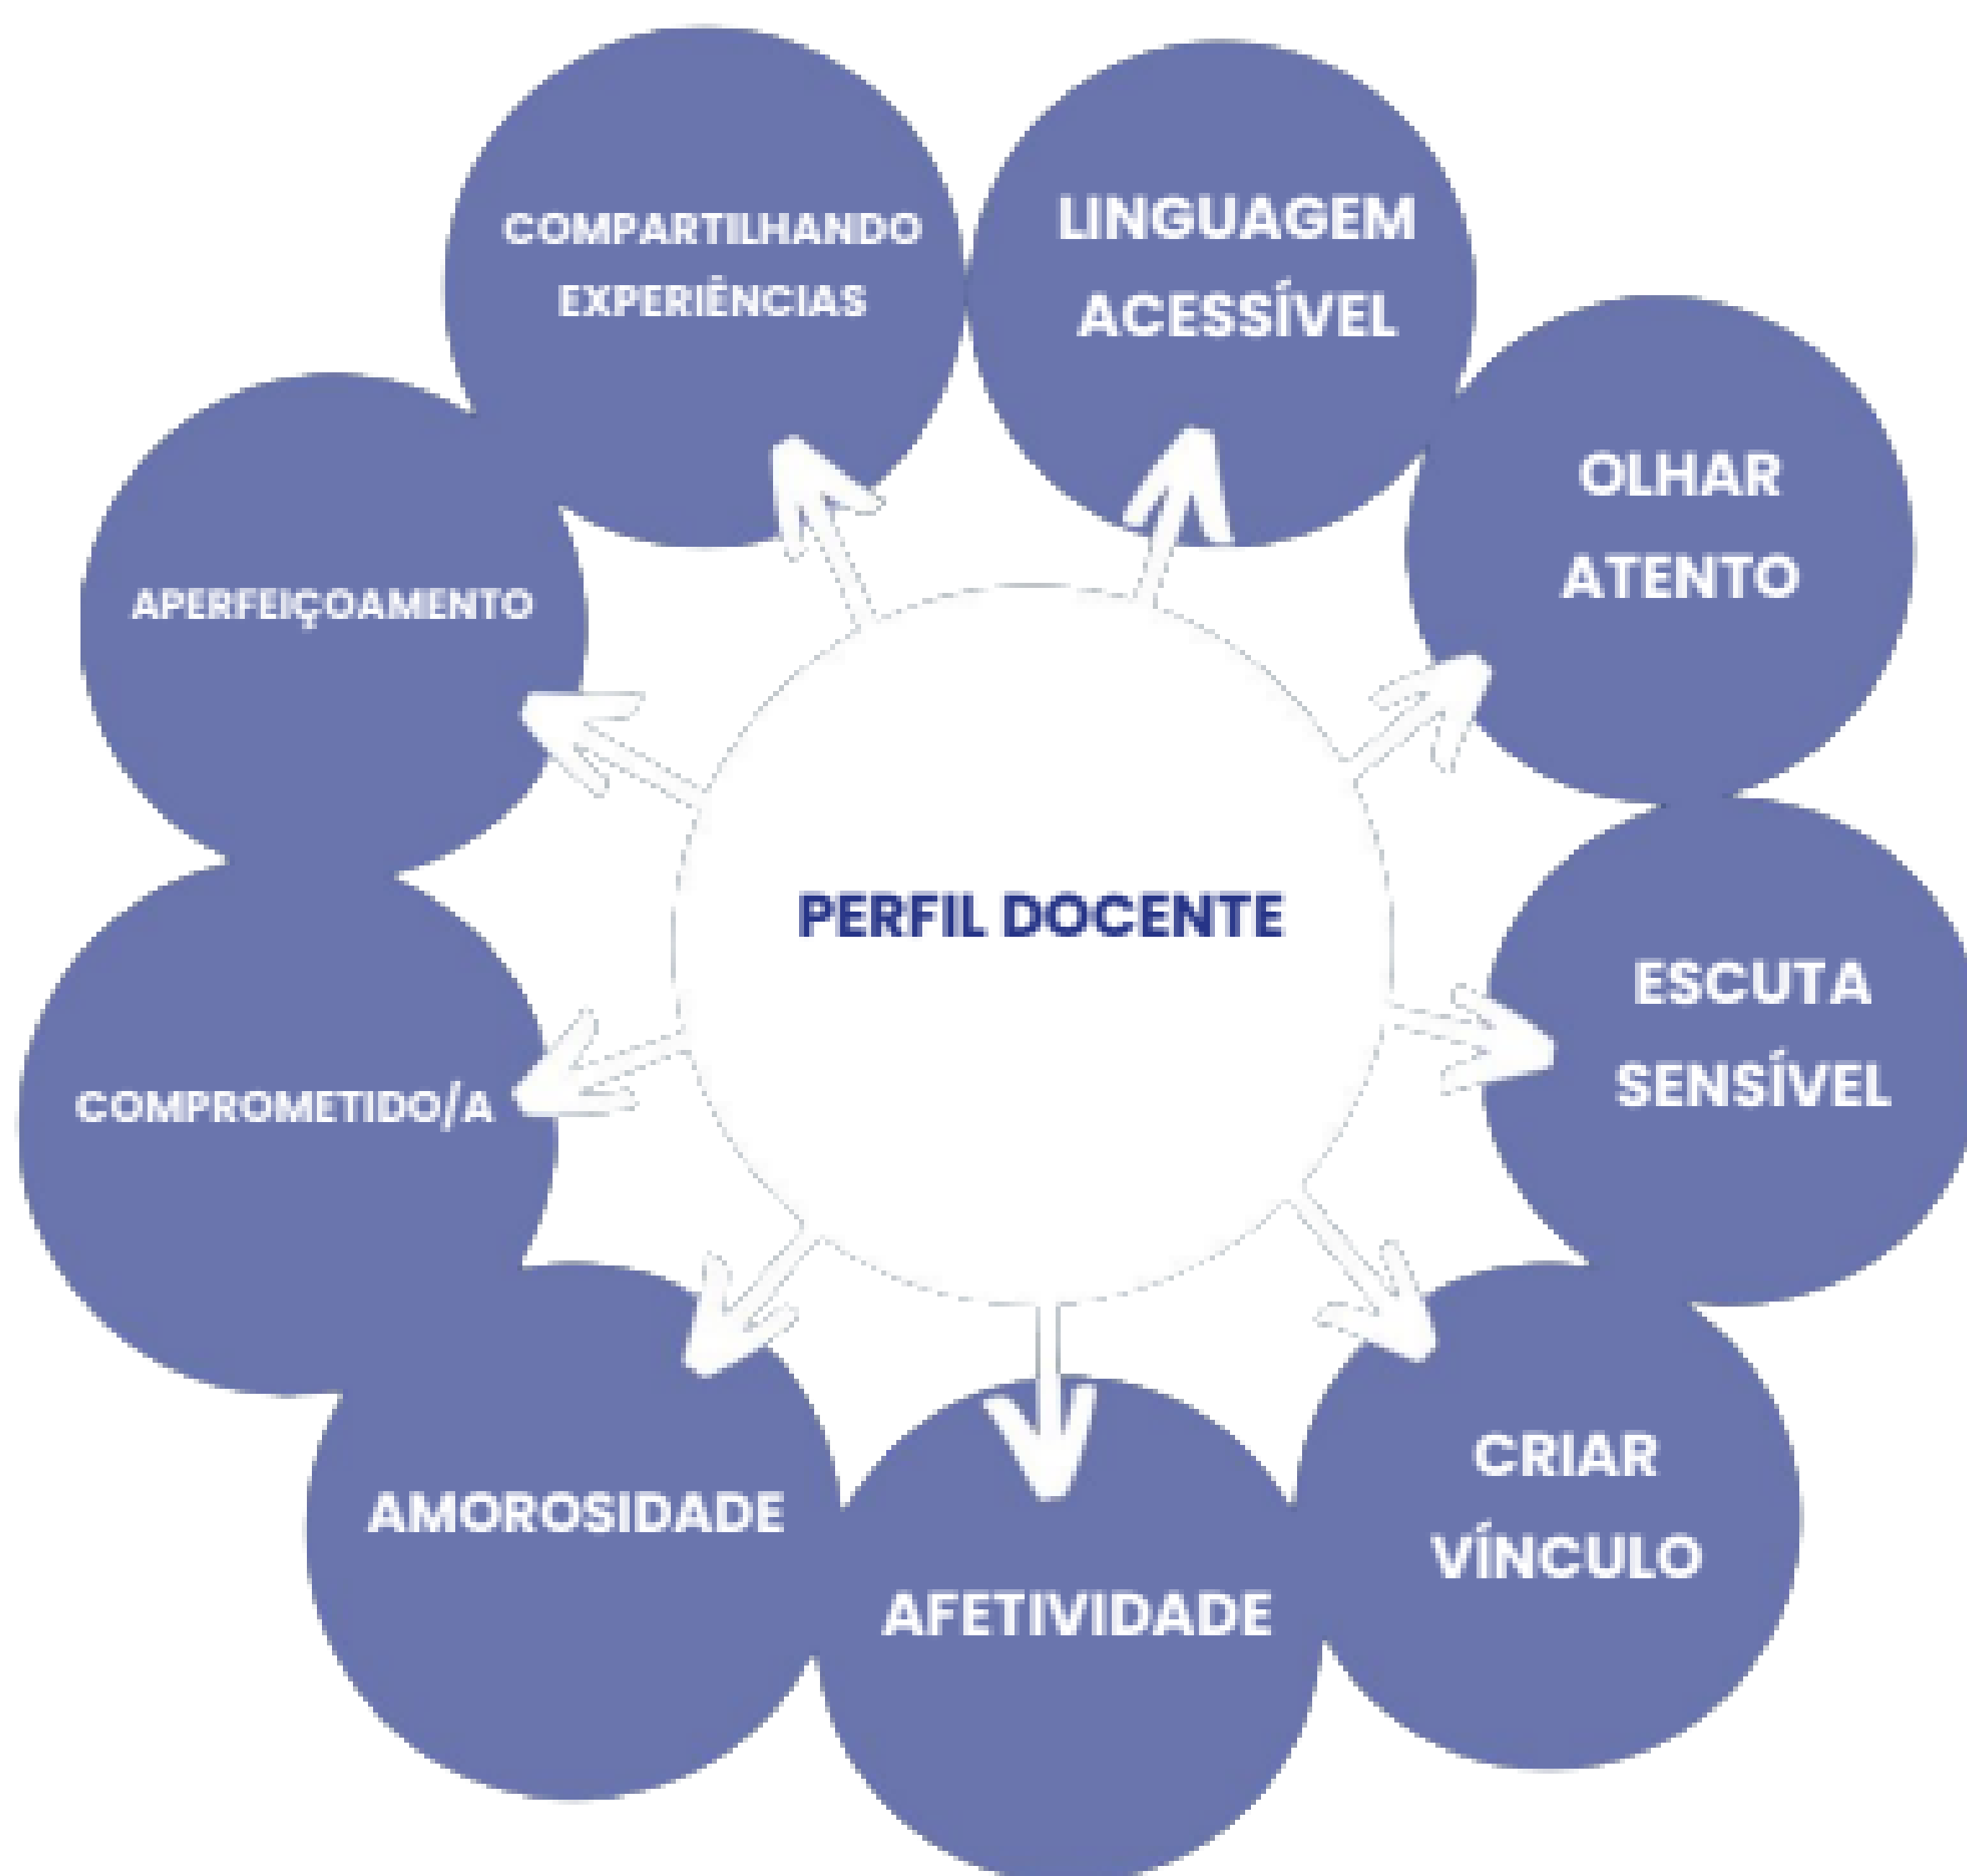 COMPARTILHANDO
EXPERIÊNCIAS
LINGUAGEM
ACESSÍVEL
OLHAR
ATENTO
APERFEIÇOAMENTO
PERFIL DOCENTE
ESCUTA
SENSÍVEL
COMPROMETIDO/A
CRIAR
VÍNCULO
AMOROSIDADE
AFETIVIDADE